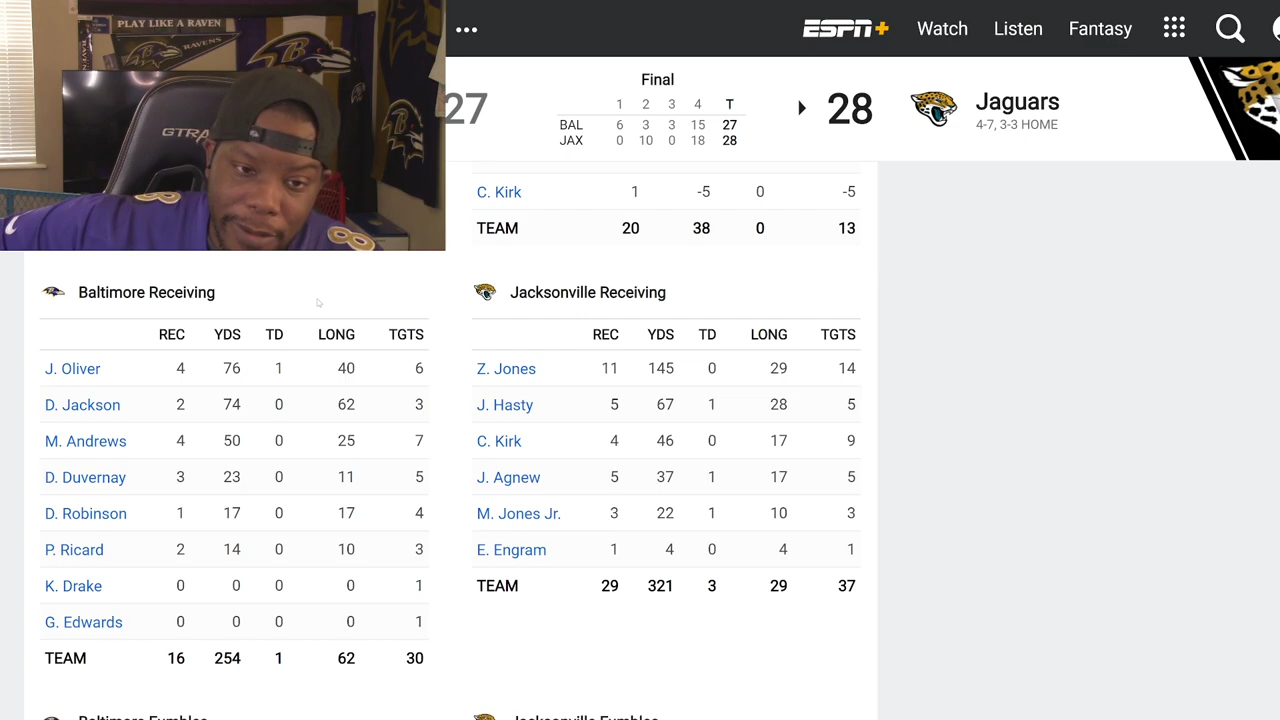 PLAY LIKE A RAVEN
RAVENS
GTRA
•••
ESPN+
Watch
Listen
Fantasy
27
Final
1 2 3 4 T
BAL 6 3 3 15 27
JAX 0 10 0 18 28
28
Jaguars
4-7, 3-3 HOME
C. Kirk 1 -5 0 -5
TEAM 20 38 0 13
Baltimore Receiving
REC YDS TD LONG TGTS
J. Oliver 4 76 1 40 6
D. Jackson 2 74 0 62 3
M. Andrews 4 50 0 25 7
D. Duvernay 3 23 0 11 5
D. Robinson 1 17 0 17 4
P. Ricard 2 14 0 10 3
K. Drake 0 0 0 0 1
G. Edwards 0 0 0 0 1
TEAM 16 254 1 62 30
Jacksonville Receiving
REC YDS TD LONG TGTS
Z. Jones 11 145 0 29 14
J. Hasty 5 67 1 28 5
C. Kirk 4 46 0 17 9
J. Agnew 5 37 1 17 5
M. Jones Jr. 3 22 1 10 3
E. Engram 1 4 0 4 1
TEAM 29 321 3 29 37
Baltimore Fumbles
Jacksonville Fumbles